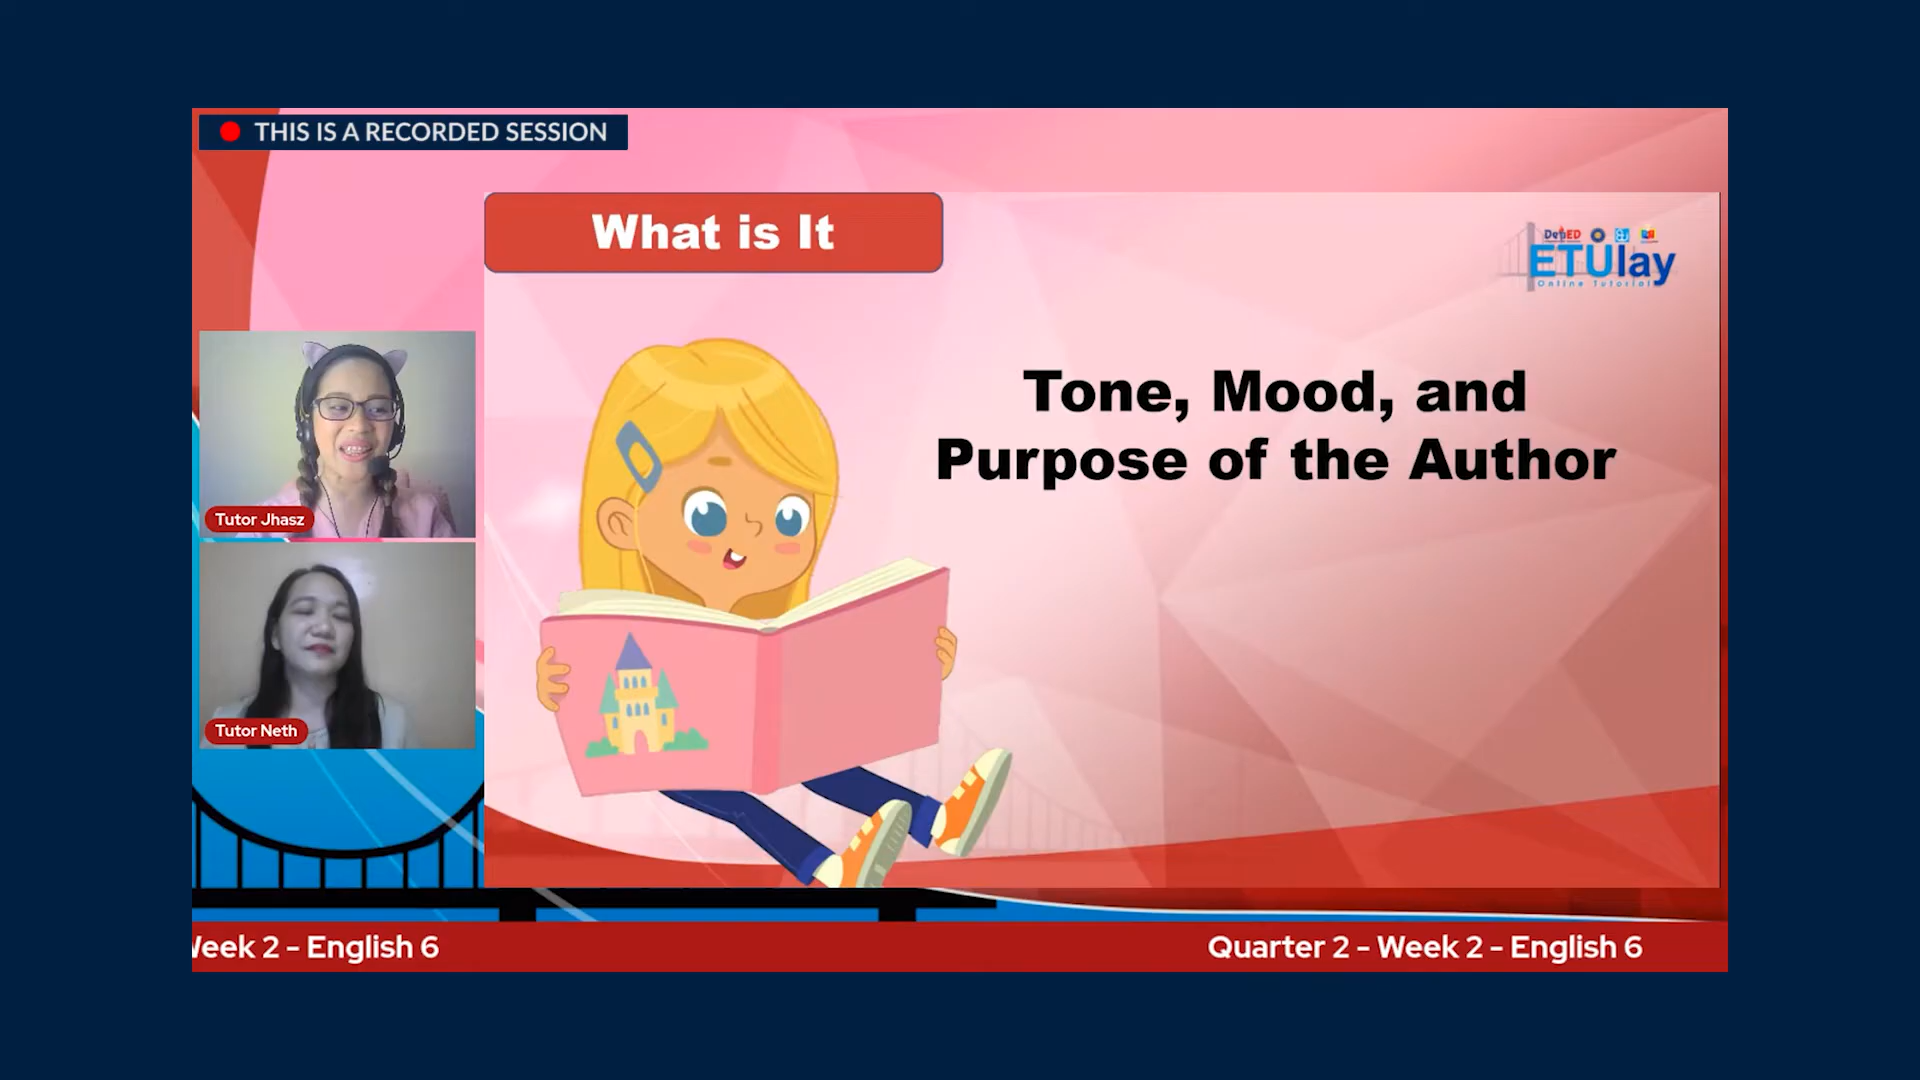 THIS IS A RECORDED SESSION
What is It
DepED
ETUlay
Online Tutorial
Tone, Mood, and
Purpose of the Author
Tutor Jhasz
Tutor Neth
Week 2 - English 6
Quarter 2 - Week 2 - English 6